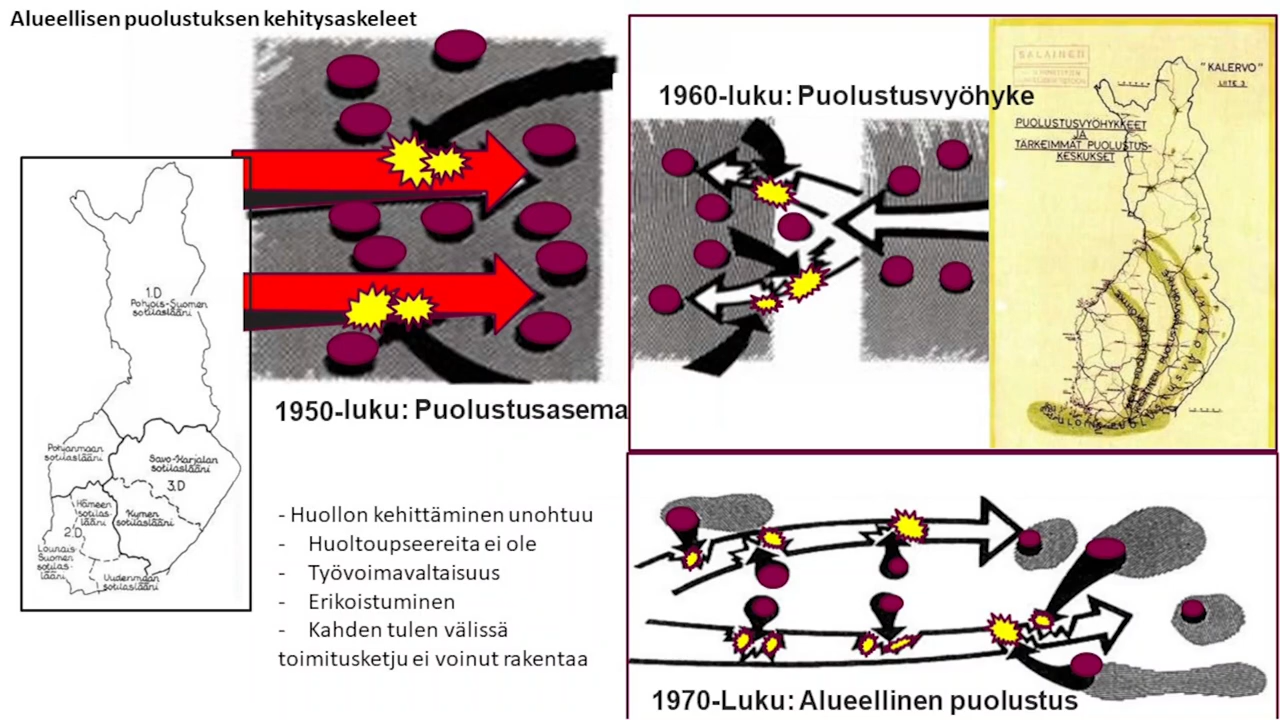 Alueellisen puolustuksen kehitysaskeleet
1.D
Pohjois-Suomen
sotilaslääni
Pohjanmaan
sotilaslääni
Savo-Karjalan
sotilaslääni
3.D
Hämeen
sotilas-
lääni
Kymen
sotilaslääni
2.D
Lounais-
Suomen
sotilas-
lääni
Uudenmaan
sotilaslääni
1950-luku: Puolustusasema
- Huollon kehittäminen unohtuu
- Huoltoupseereita ei ole
- Työvoimavaltaisuus
- Erikoistuminen
- Kahden tulen välissä
toimitusketju ei voinut rakentaa
1960-luku: Puolustusvyöhyke
SALAINEN
"KALERVO"
LIITE 3
PUOLUSTUSVYÖHYKKEET
JA
TÄRKEIMMÄT PUOLUSTUS-
KESKUKSET
1970-Luku: Alueellinen puolustus